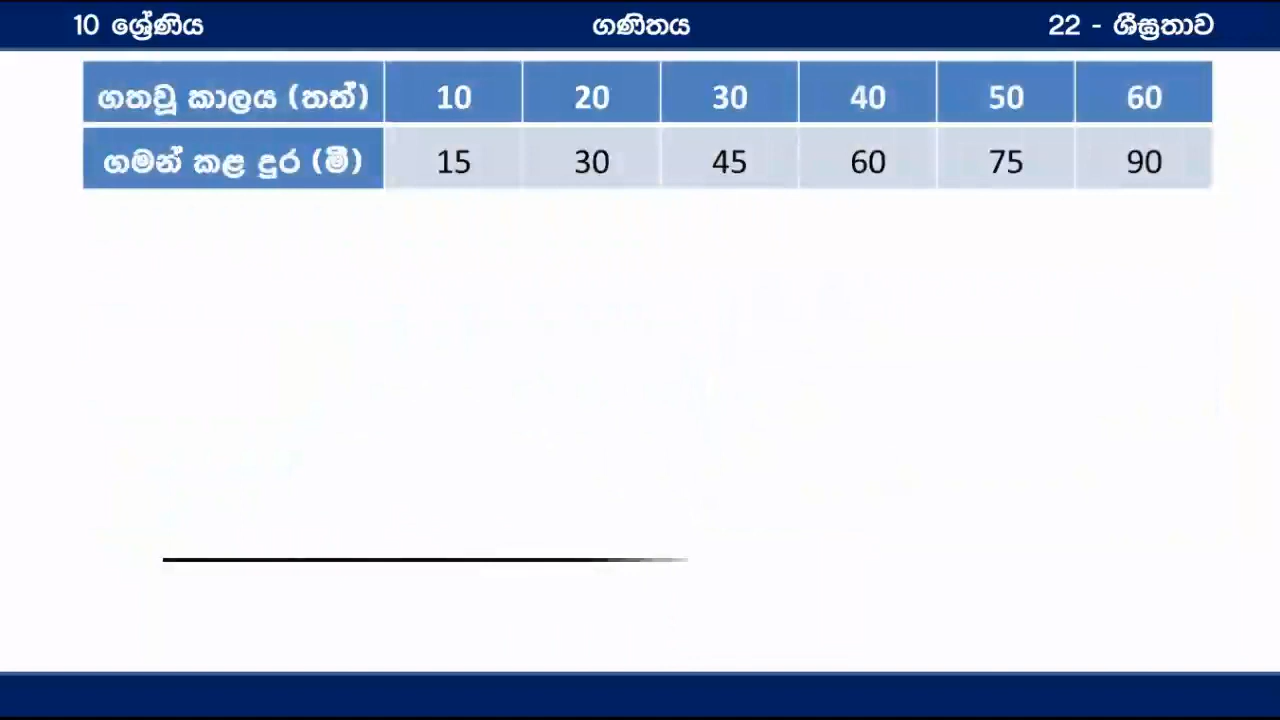 10 ශ්‍රේණිය ගණිතය 22 - ශීඝ්‍රතාව
ගතවූ කාලය (තත්) 10 20 30 40 50 60
ගමන් කළ දුර (මී) 15 30 45 60 75 90